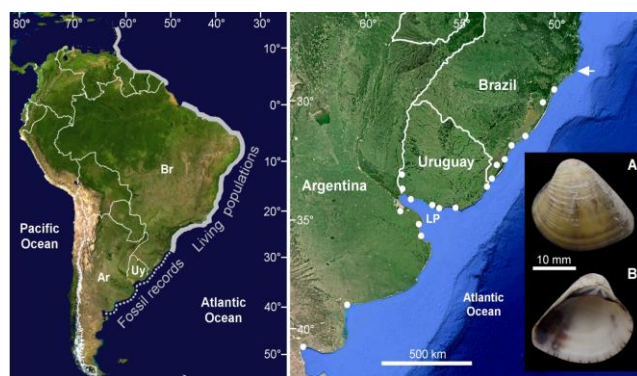 80° 70° 60° 50° 40°
10°
0°
10°
20°
30°
40°
50°
Br
Ar
Uy
Pacific
Ocean
Atlantic
Ocean
Living populations
Fossil records
60° 55° 50°
30°
35°
40°
Brazil
Uruguay
Argentina
LP
Atlantic
Ocean
500 km
A
10 mm
B